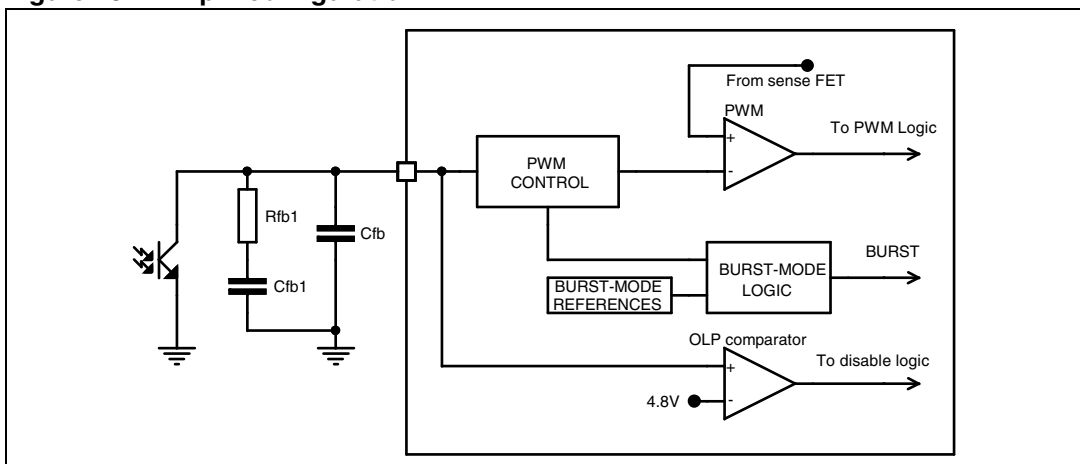 From sense FET
PWM
To PWM Logic
PWM
CONTROL
+
-
Rfb1
Cfb
Cfb1
BURST
BURST-MODE
LOGIC
BURST-MODE
REFERENCES
OLP comparator
To disable logic
+
4.8V
-